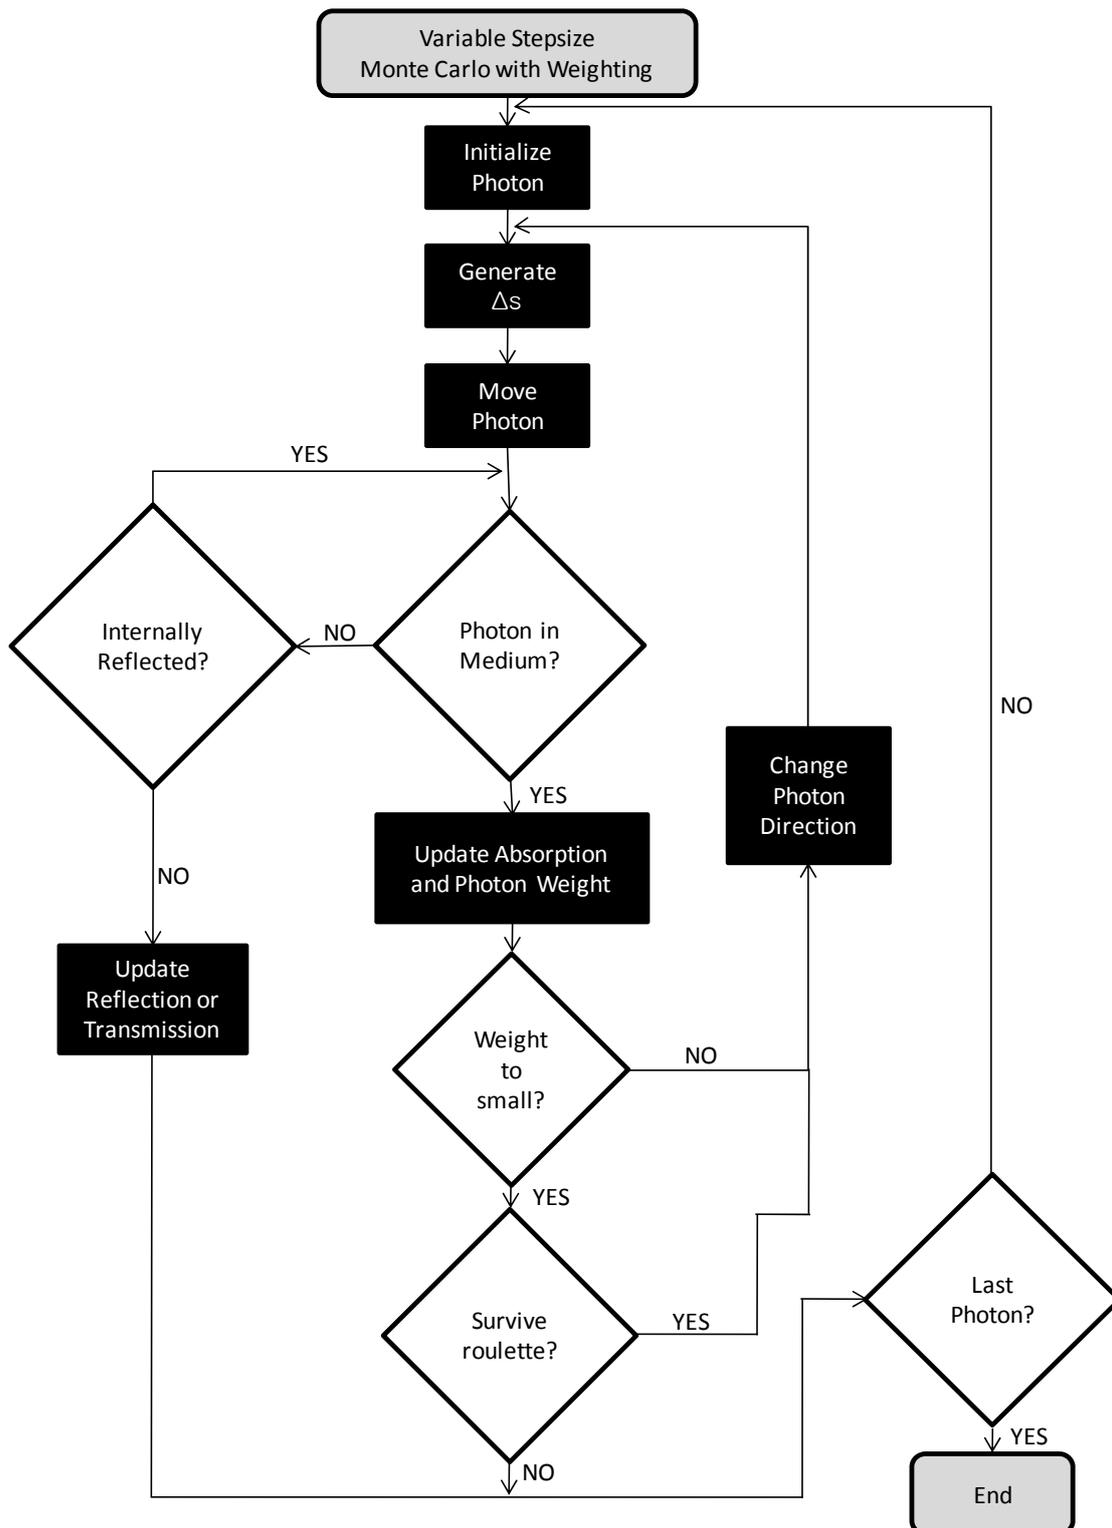 Variable Stepsize
Monte Carlo with Weighting
Initialize
Photon
Generate
Δs
Move
Photon
YES
Internally
Reflected?
NO
Photon in
Medium?
NO
Change
Photon
Direction
YES
Update Absorption
and Photon Weight
NO
Update
Reflection or
Transmission
Weight
to
small?
NO
YES
Survive
roulette?
YES
Last
Photon?
YES
NO
End